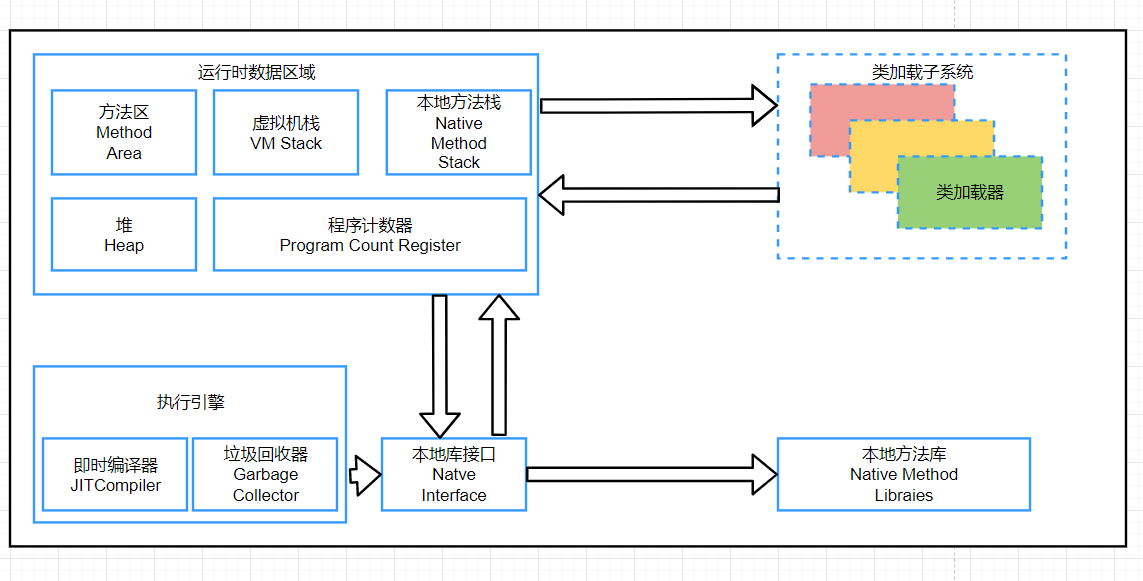 运行时数据区域
方法区
Method
Area
虚拟机栈
VM Stack
本地方法栈
Native
Method
Stack
堆
Heap
程序计数器
Program Count Register
类加载子系统
类加载器
执行引擎
即时编译器
JITCompiler
垃圾回收器
Garbage
Collector
本地库接口
Natve
Interface
本地方法库
Native Method
Libraies